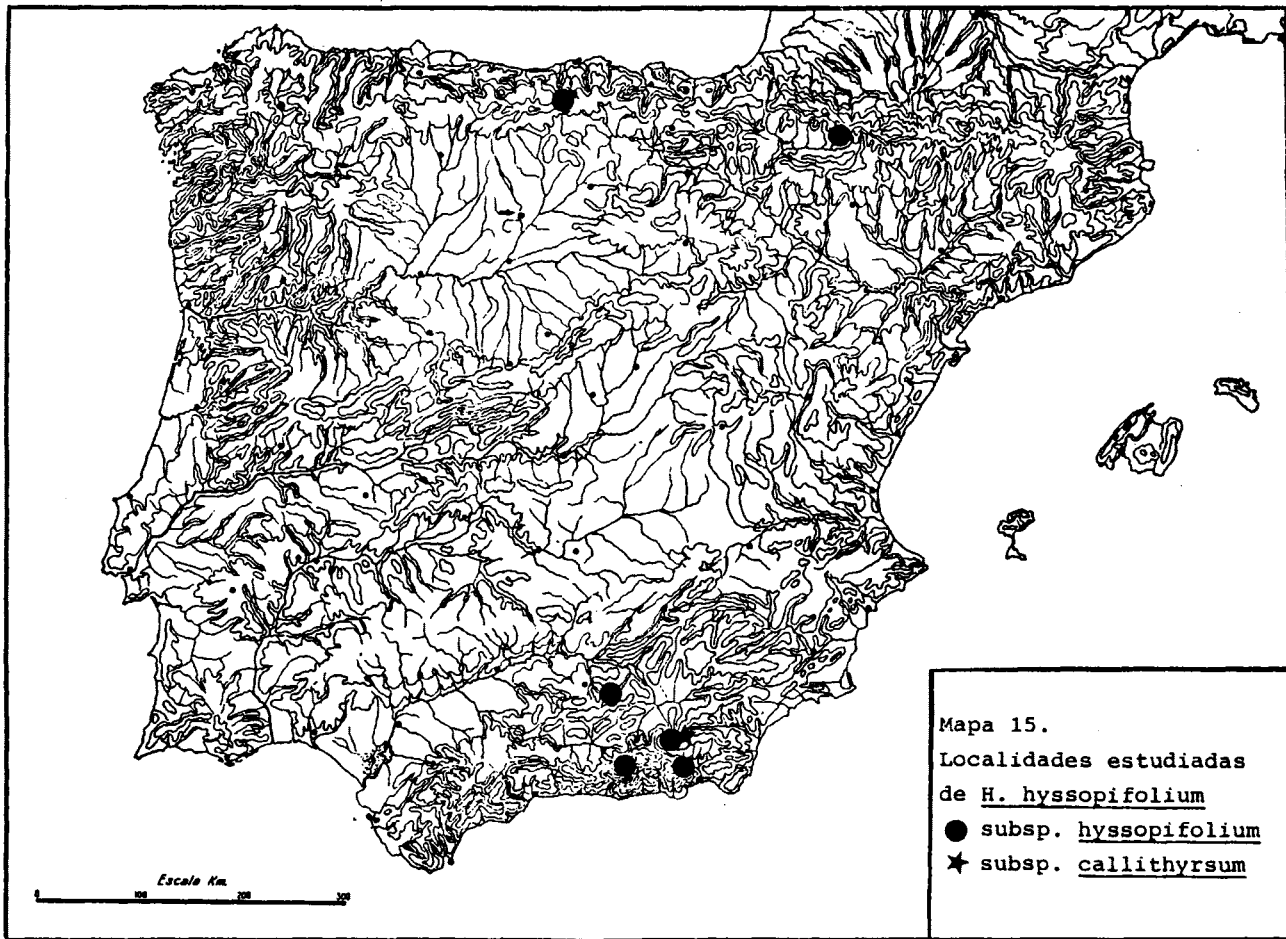 Mapa 15.
Localidades estudiadas
de H. hyssopifolium
● subsp. hyssopifolium
★ subsp. callithyrsum
Escala Km.
0 100 200 300